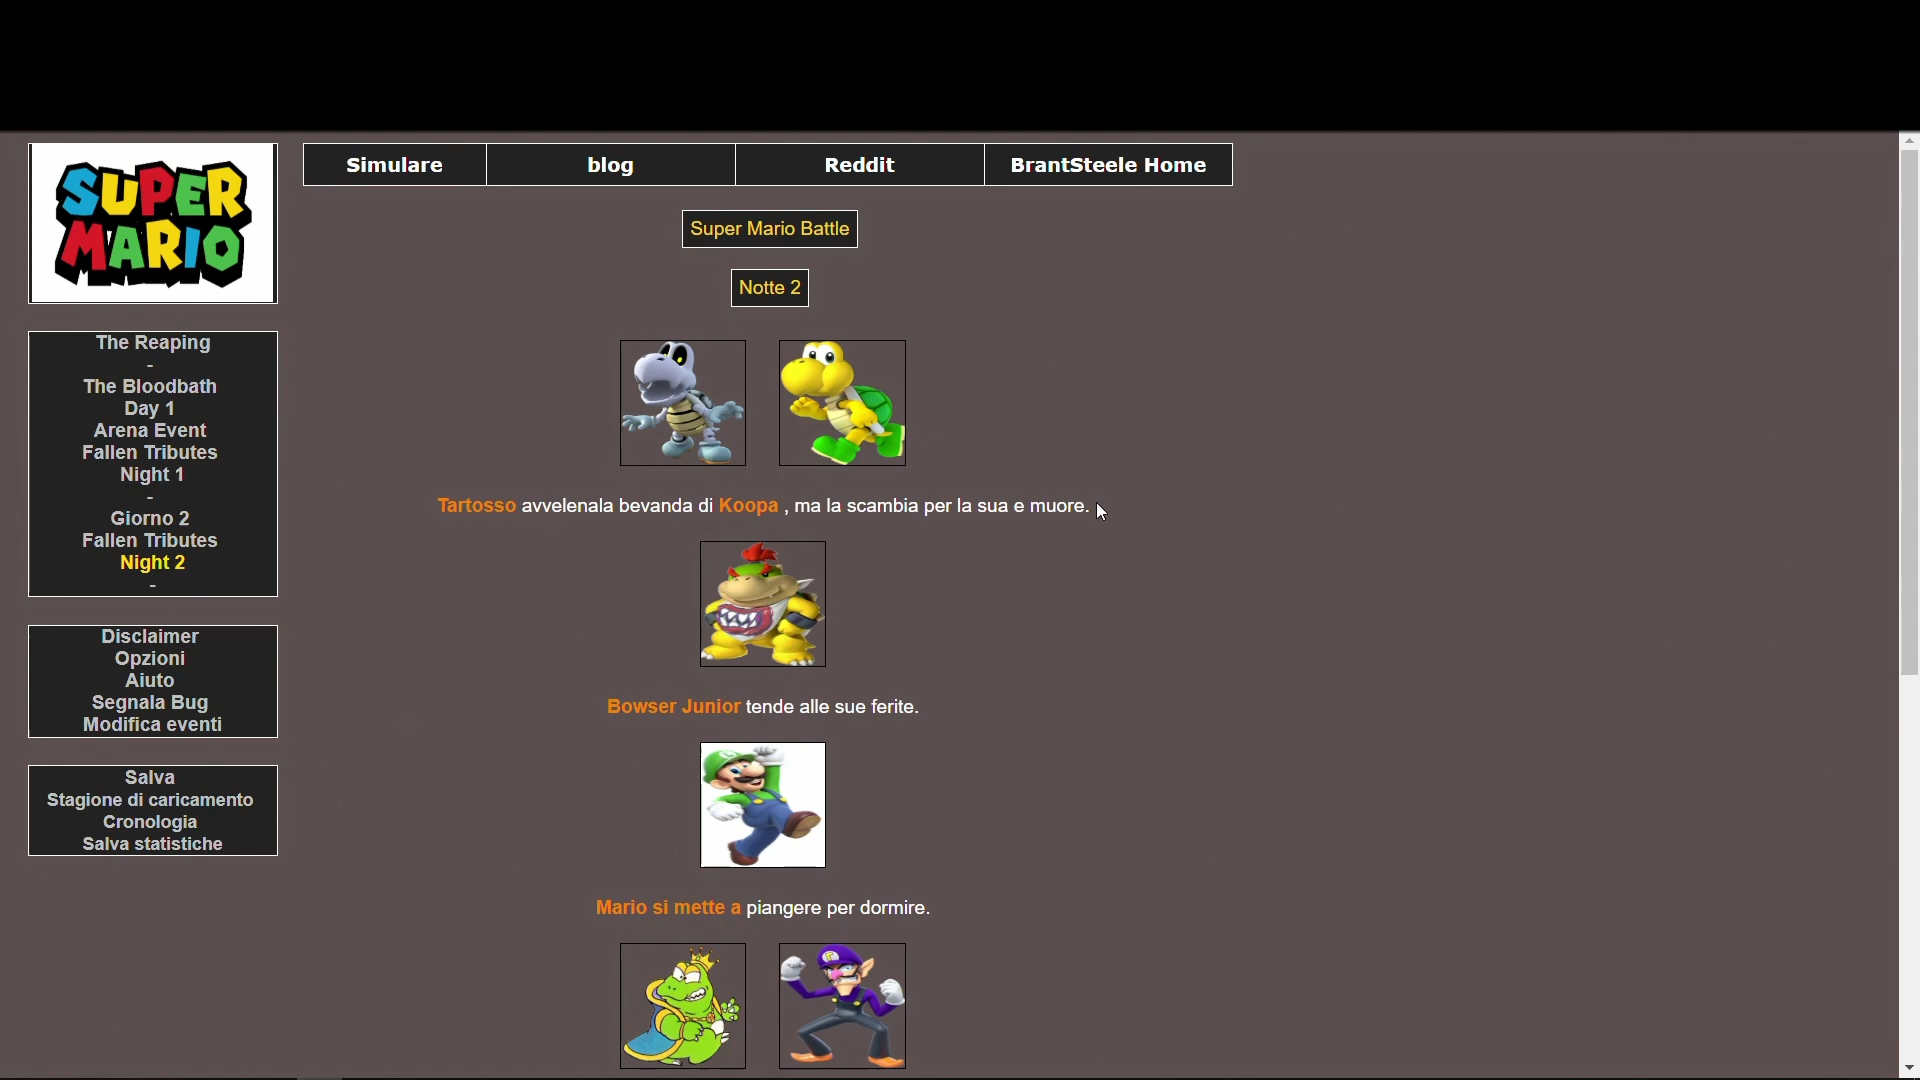 SUPER
MARIO
Simulare
blog
Reddit
BrantSteele Home
Super Mario Battle
Notte 2
The Reaping
-
The Bloodbath
Day 1
Arena Event
Fallen Tributes
Night 1
-
Giorno 2
Fallen Tributes
Night 2
-
Disclaimer
Opzioni
Aiuto
Segnala Bug
Modifica eventi
Salva
Stagione di caricamento
Cronologia
Salva statistiche
Tartosso avvelenala bevanda di Koopa , ma la scambia per la sua e muore.
Bowser Junior tende alle sue ferite.
Mario si mette a piangere per dormire.